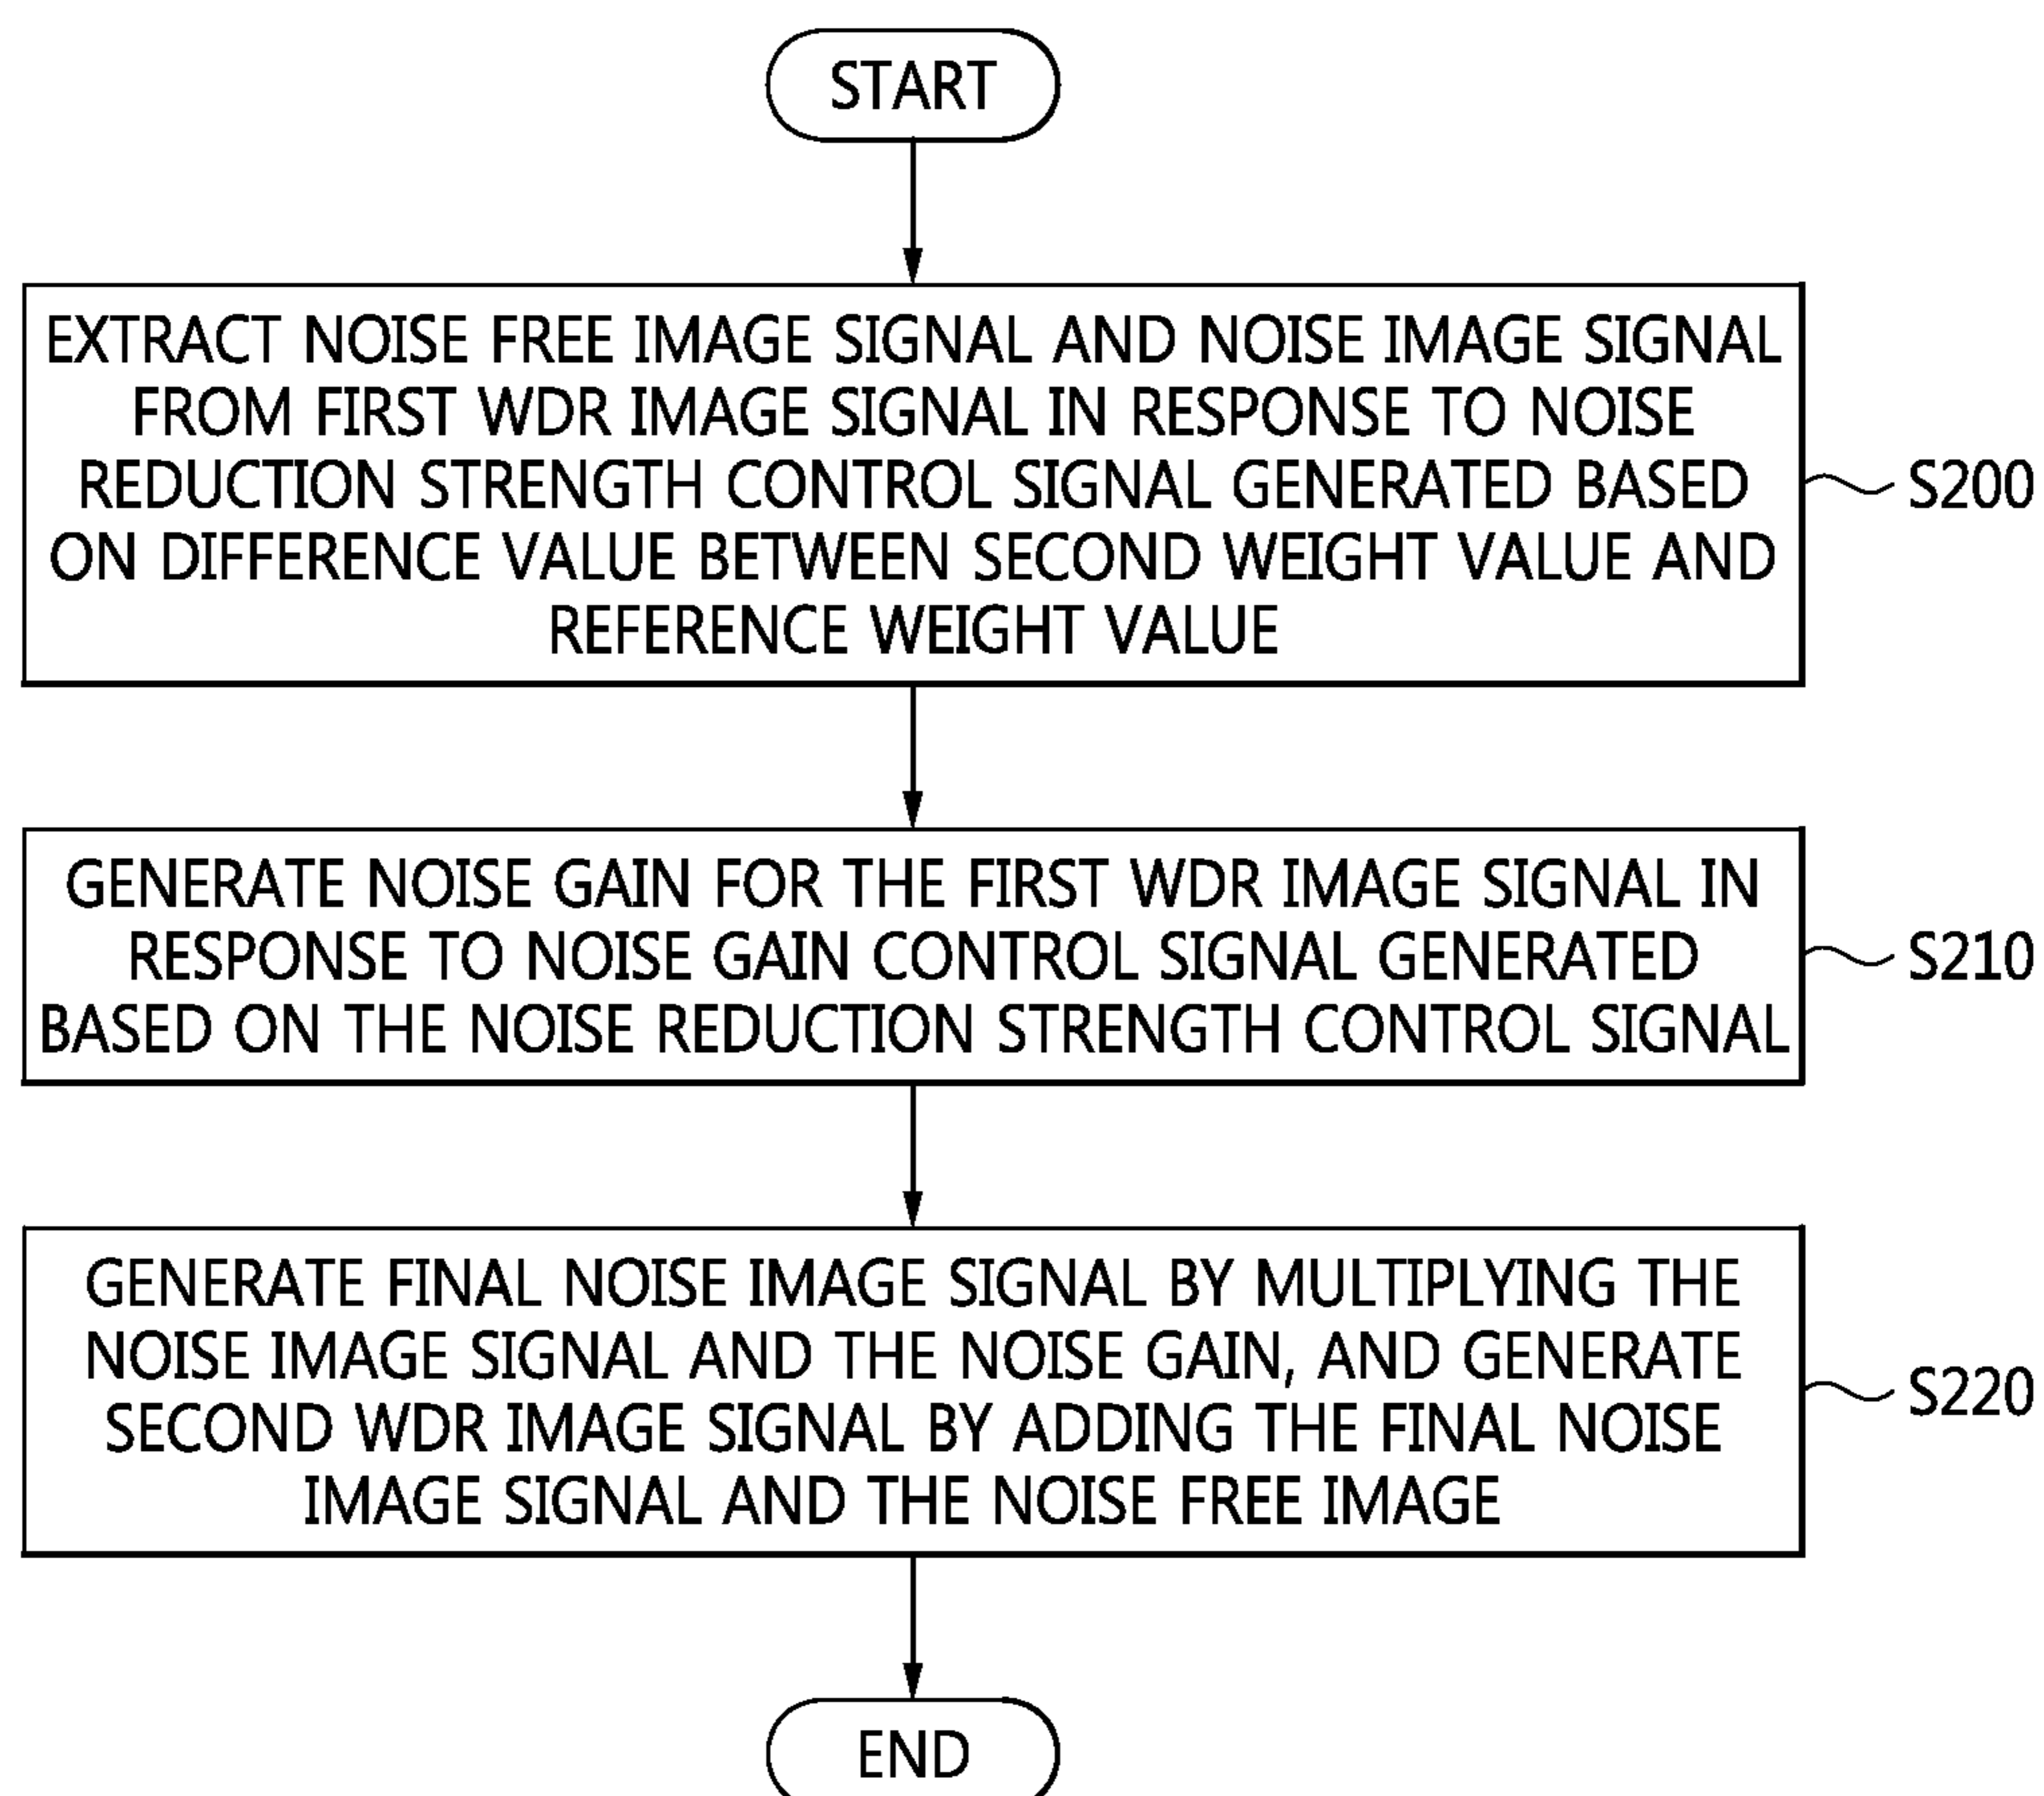 START
EXTRACT NOISE FREE IMAGE SIGNAL AND NOISE IMAGE SIGNAL
FROM FIRST WDR IMAGE SIGNAL IN RESPONSE TO NOISE
REDUCTION STRENGTH CONTROL SIGNAL GENERATED BASED
ON DIFFERENCE VALUE BETWEEN SECOND WEIGHT VALUE AND
REFERENCE WEIGHT VALUE
S200
GENERATE NOISE GAIN FOR THE FIRST WDR IMAGE SIGNAL IN
RESPONSE TO NOISE GAIN CONTROL SIGNAL GENERATED
BASED ON THE NOISE REDUCTION STRENGTH CONTROL SIGNAL
S210
GENERATE FINAL NOISE IMAGE SIGNAL BY MULTIPLYING THE
NOISE IMAGE SIGNAL AND THE NOISE GAIN, AND GENERATE
SECOND WDR IMAGE SIGNAL BY ADDING THE FINAL NOISE
IMAGE SIGNAL AND THE NOISE FREE IMAGE
S220
END